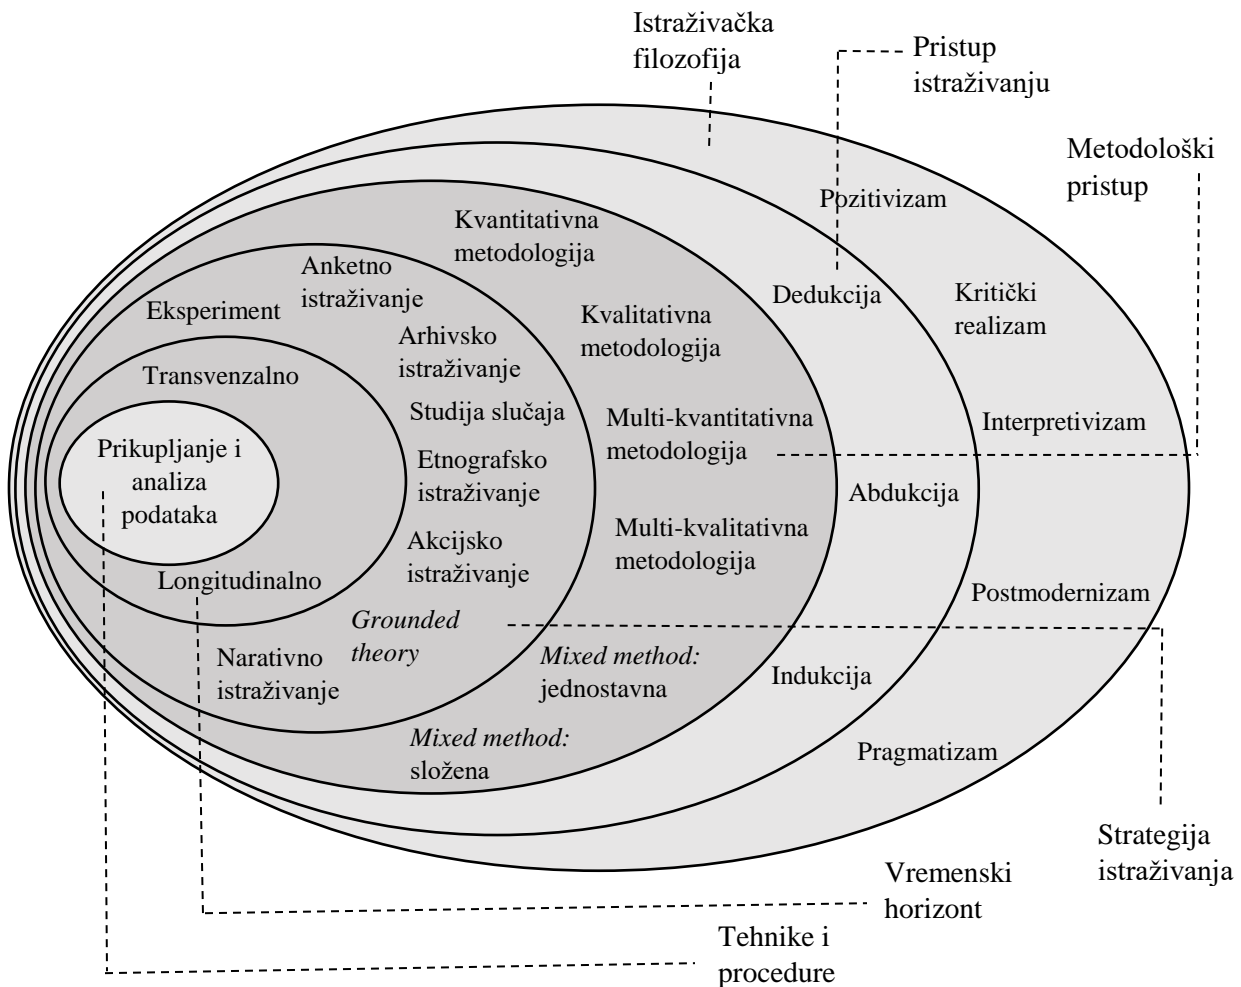 Istraživačka
filozofija
Pristup
istraživanju
Metodološki
pristup
Pozitivizam
Kritički
realizam
Interpretivizam
Postmodernizam
Pragmatizam
Dedukcija
Abdukcija
Indukcija
Kvantitativna
metodologija
Kvalitativna
metodologija
Multi-kvantitativna
metodologija
Multi-kvalitativna
metodologija
Mixed method:
jednostavna
Mixed method:
složena
Eksperiment
Anketno
istraživanje
Arhivsko
istraživanje
Studija slučaja
Etnografsko
istraživanje
Akcijsko
istraživanje
Grounded
theory
Narativno
istraživanje
Transvenzalno
Longitudinalno
Prikupljanje i
analiza
podataka
Strategija
istraživanja
Vremenski
horizont
Tehnike i
procedure